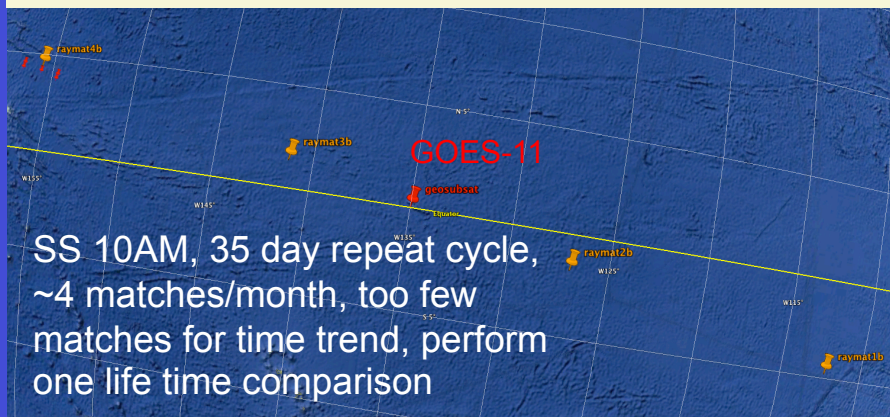 raymat4b
N 5°
raymat3b
GOES-11
W155°
geosubsat
W145°
Equator
W135°
raymat2b
W125°
W115°
S 5°
raymat1b
SS 10AM, 35 day repeat cycle,
~4 matches/month, too few
matches for time trend, perform
one life time comparison